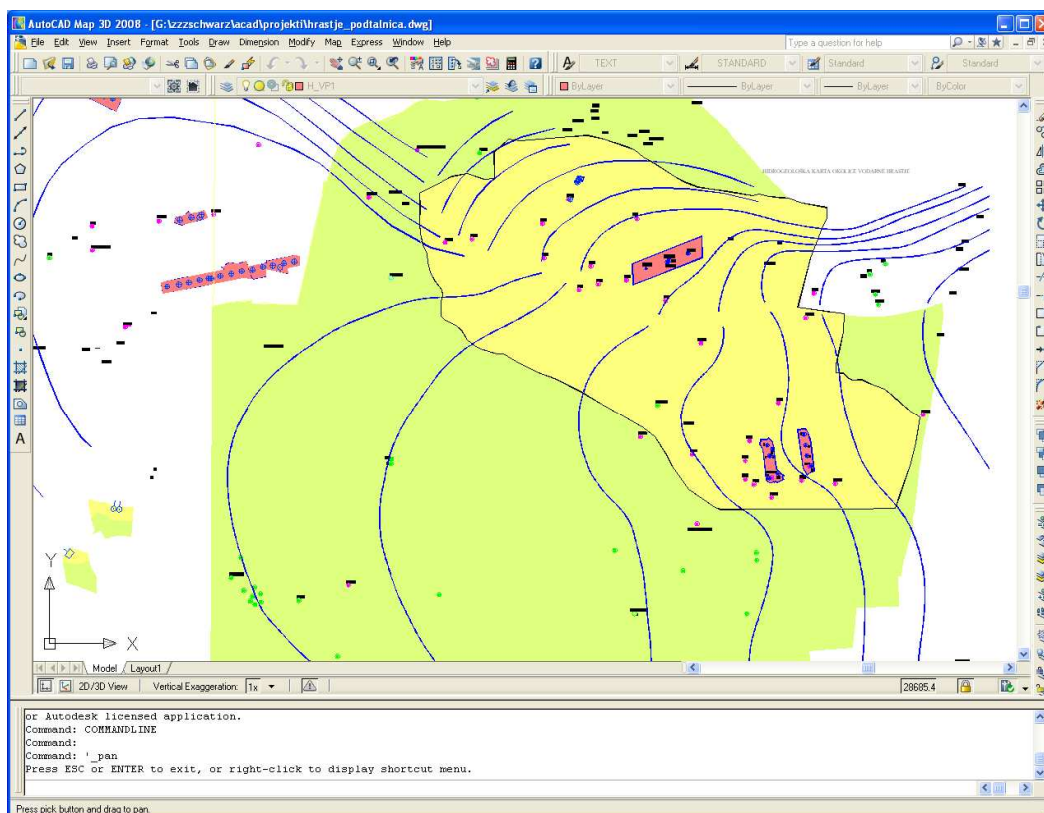 AutoCAD Map 3D 2008 - [G:\zzzschwarz\acad\projekti\hrastje_podtalnica.dwg]
File Edit View Insert Format Tools Draw Dimension Modify Map Express Window Help
Type a question for help
TEXT STANDARD Standard Standard
H_VP1 ByLayer ByLayer ByLayer ByColor
HIDROGEOLOŠKA KARTA OKOLICE VODARNE HRASTJE
Y
X
Model Layout1
2D/3D View Vertical Exaggeration: 1x 28685.4
or Autodesk licensed application.
Command: COMMANDLINE
Command:
Command: '_pan
Press ESC or ENTER to exit, or right-click to display shortcut menu.
Press pick button and drag to pan.